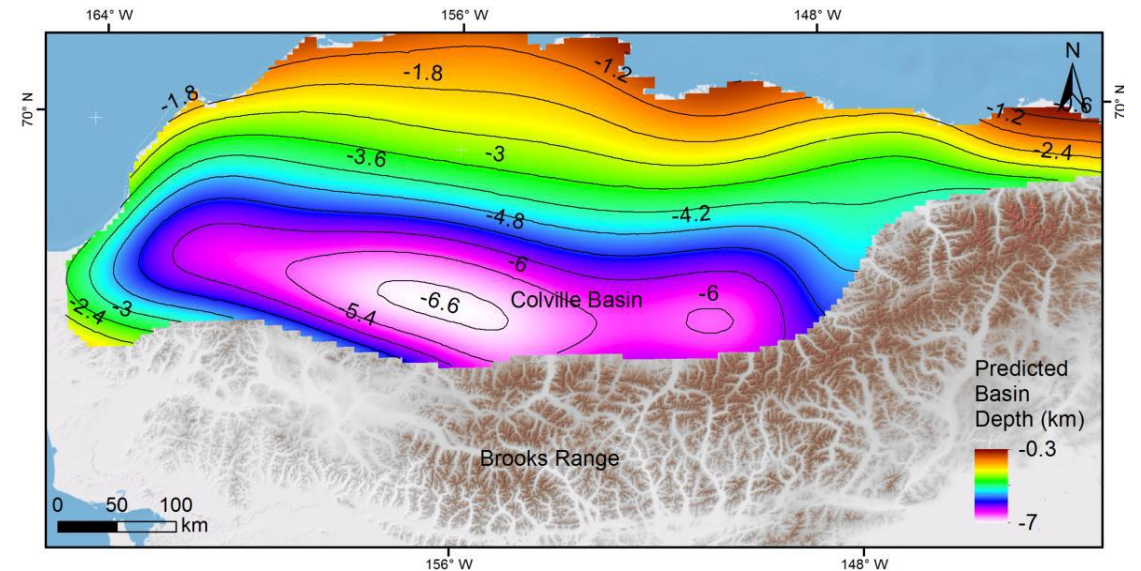 164° W
156° W
148° W
N
70° N
70° N
-1.8
-1.8
-1.2
-1.2
-0.6
-2.4
-3.6
-3
-4.8
-4.2
-6
-6.6
Colville Basin
-6
5.4
-2.4
-3
Predicted
Basin
Depth (km)
-0.3
-7
Brooks Range
0 50 100
km
156° W
148° W